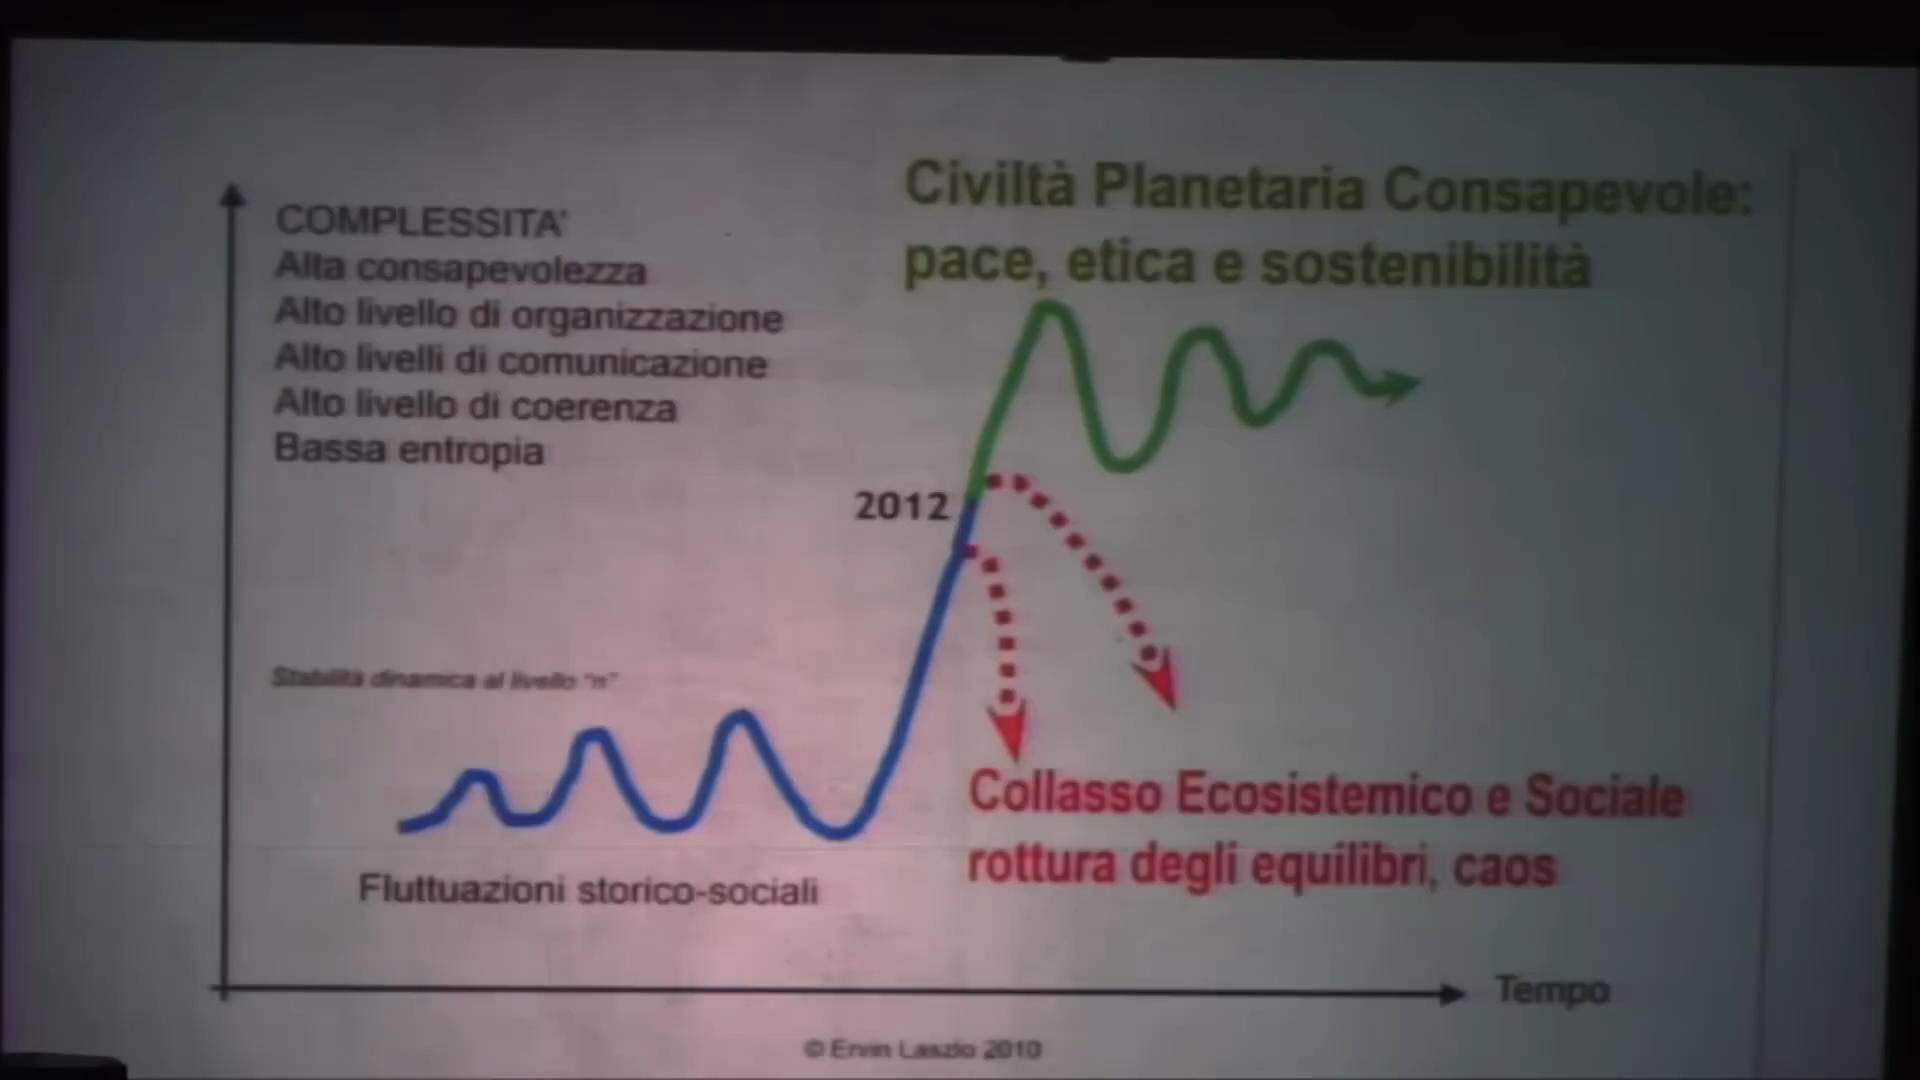 Civiltà Planetaria Consapevole:
pace, etica e sostenibilità
COMPLESSITA'
Alta consapevolezza
Alto livello di organizzazione
Alto livelli di comunicazione
Alto livello di coerenza
Bassa entropia
2012
Stabilità dinamica al livello "n"
Collasso Ecosistemico e Sociale
rottura degli equilibri, caos
Fluttuazioni storico-sociali
Tempo
© Ervin Laszlo 2010